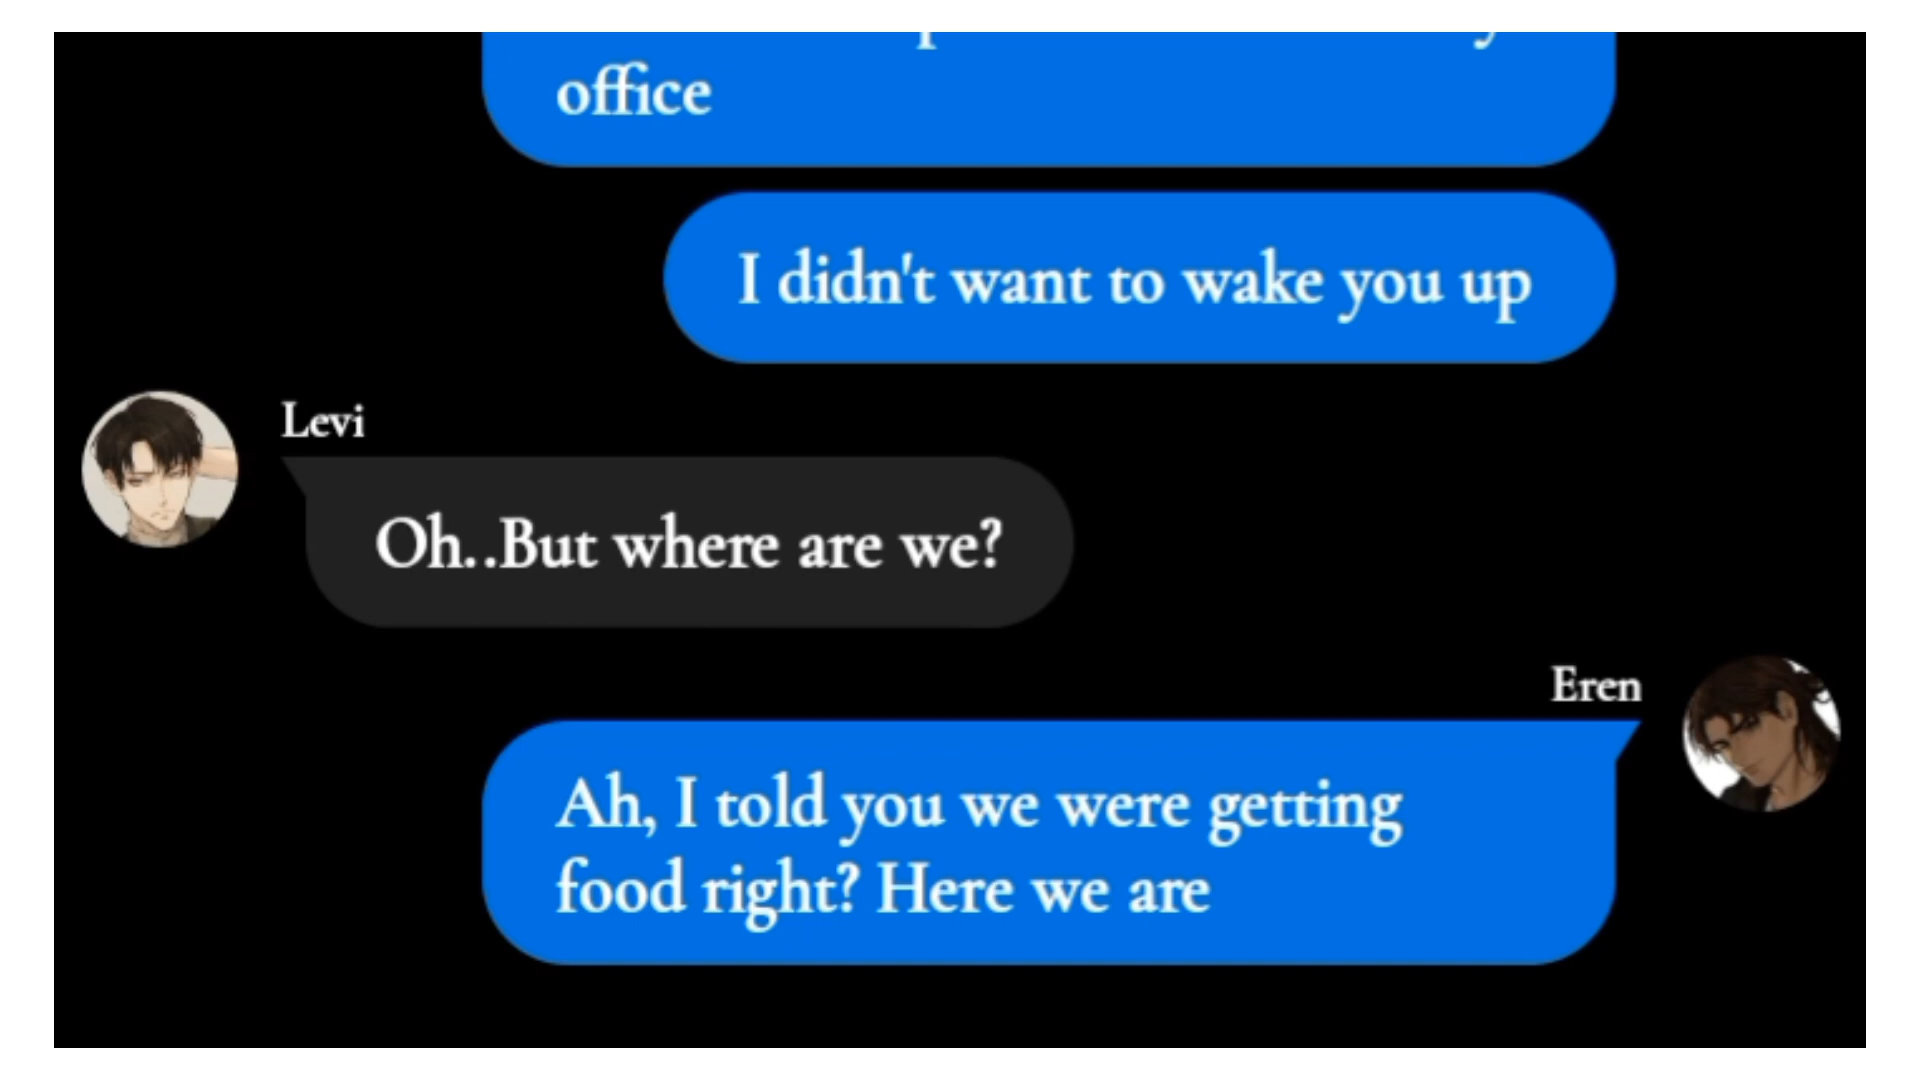 office
I didn't want to wake you up
Levi
Oh..But where are we?
Eren
Ah, I told you we were getting
food right? Here we are